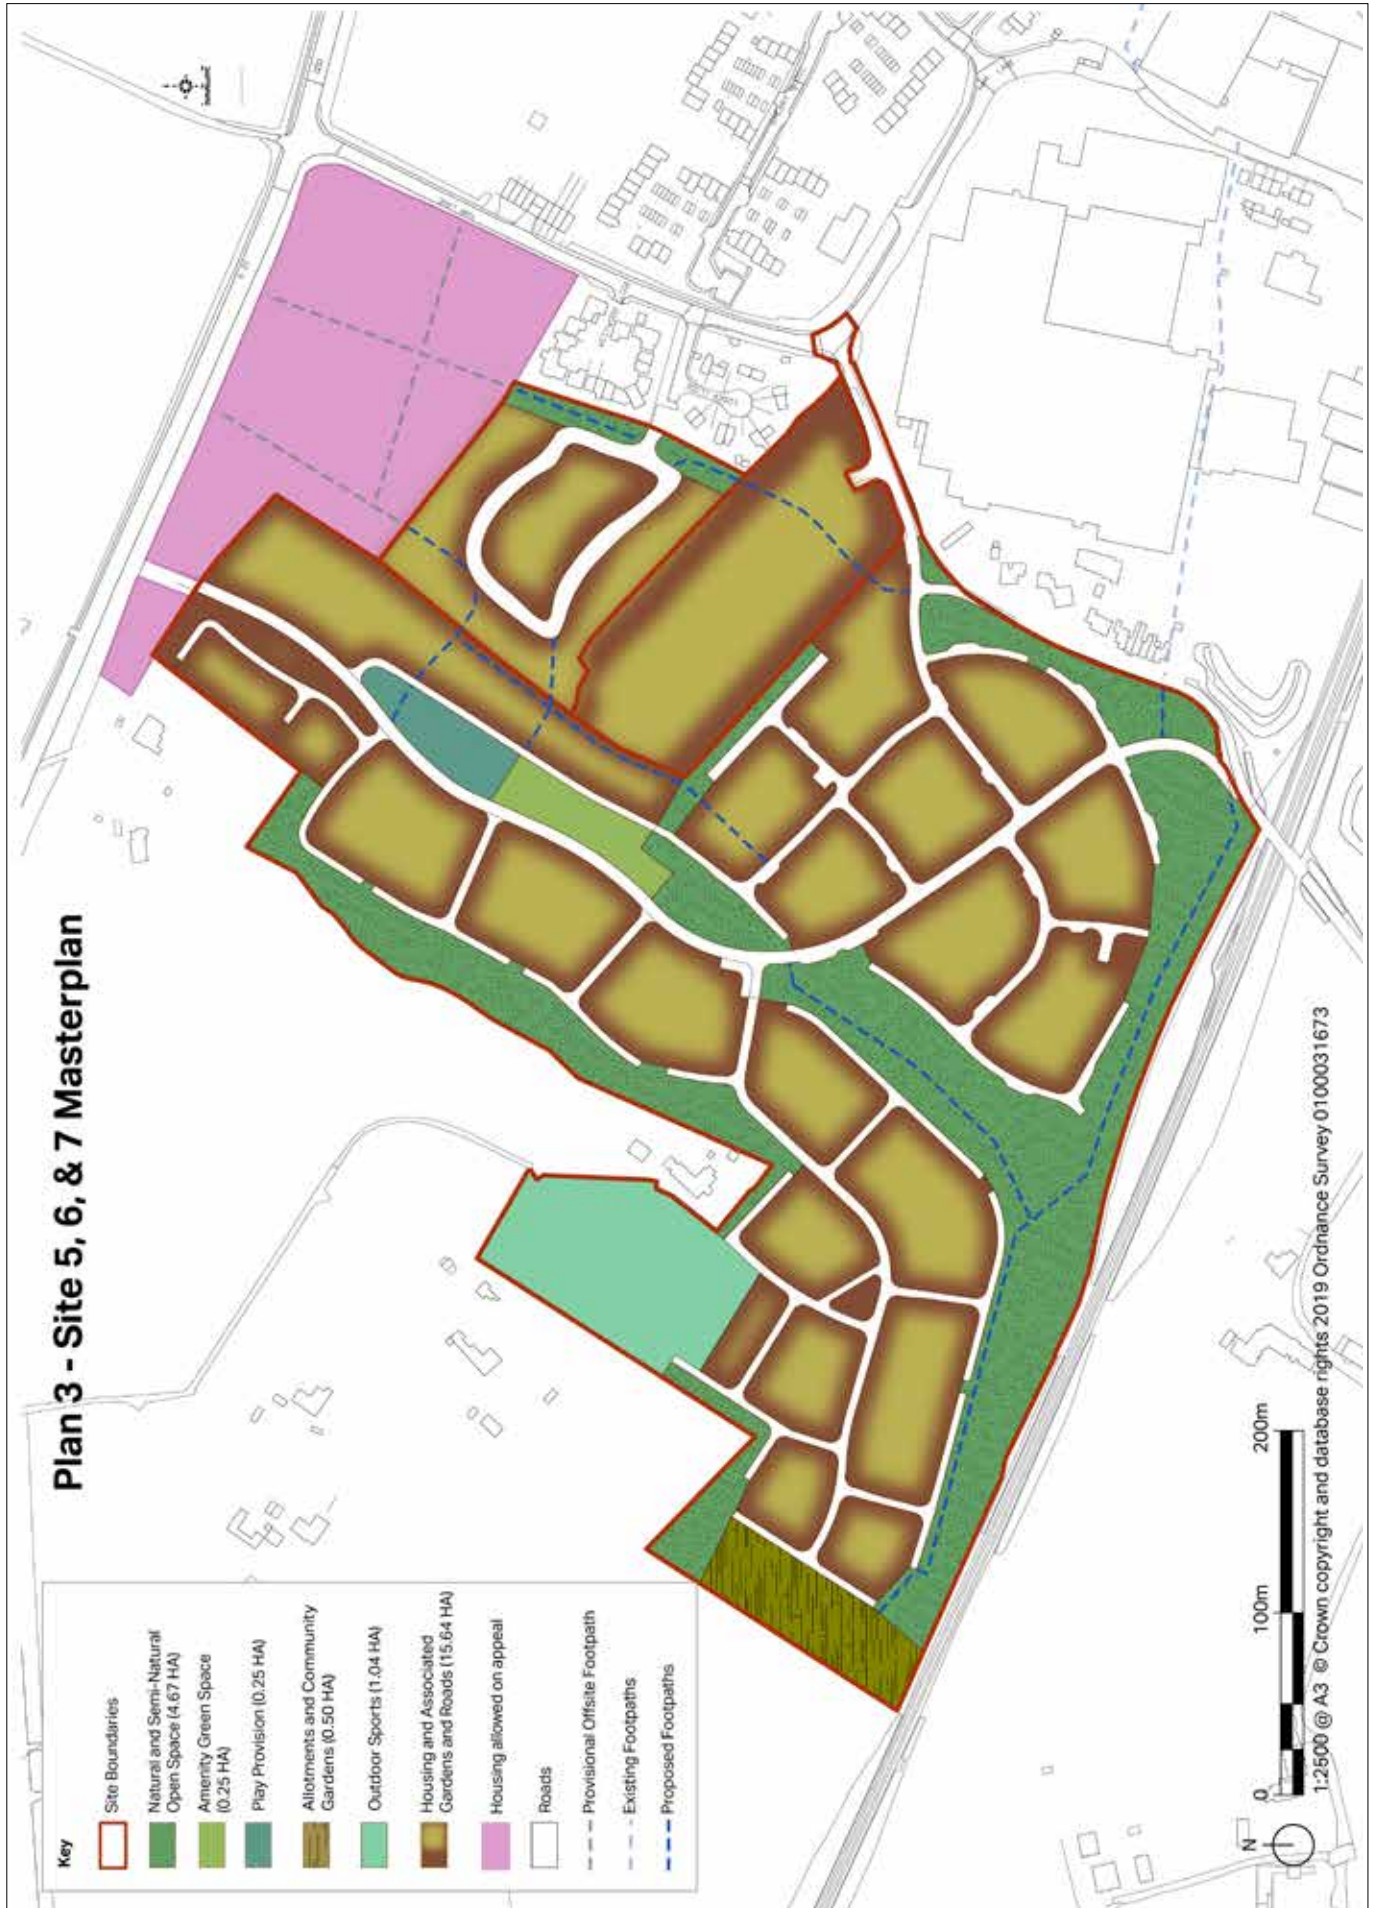 Plan 3 - Site 5, 6, & 7 Masterplan
Key
Site Boundaries
Natural and Semi-Natural
Open Space (4.67 HA)
Amenity Green Space
(0.25 HA)
Play Provision (0.25 HA)
Allotments and Community
Gardens (0.50 HA)
Outdoor Sports (1.04 HA)
Housing and Associated
Gardens and Roads (15.64 HA)
Housing allowed on appeal
Roads
Provisional Offsite Footpath
Existing Footpaths
Proposed Footpaths
N
0 100m 200m
1:2500 @ A3 © Crown copyright and database rights 2019 Ordnance Survey 0100031673